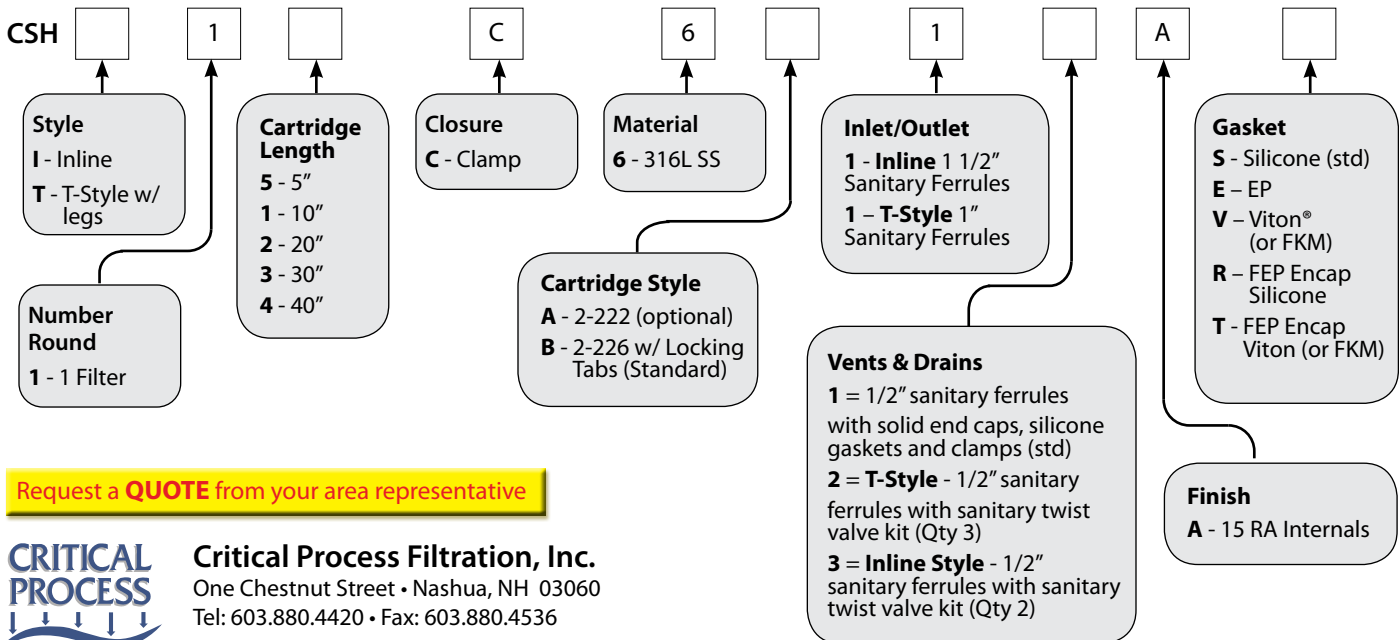 CSH 1 C 6 1 A
Style
I - Inline
T - T-Style w/
legs
Number
Round
1 - 1 Filter
Cartridge
Length
5 - 5”
1 - 10”
2 - 20”
3 - 30”
4 - 40”
Closure
C - Clamp
Material
6 - 316L SS
Cartridge Style
A - 2-222 (optional)
B - 2-226 w/ Locking
Tabs (Standard)
Inlet/Outlet
1 - Inline 1 1/2”
Sanitary Ferrules
1 – T-Style 1”
Sanitary Ferrules
Vents & Drains
1 = 1/2” sanitary ferrules
with solid end caps, silicone
gaskets and clamps (std)
2 = T-Style - 1/2” sanitary
ferrules with sanitary twist
valve kit (Qty 3)
3 = Inline Style - 1/2”
sanitary ferrules with sanitary
twist valve kit (Qty 2)
Gasket
S - Silicone (std)
E – EP
V – Viton®
(or FKM)
R – FEP Encap
Silicone
T - FEP Encap
Viton (or FKM)
Finish
A - 15 RA Internals
Request a QUOTE from your area representative
CRITICAL
PROCESS
Critical Process Filtration, Inc.
One Chestnut Street • Nashua, NH 03060
Tel: 603.880.4420 • Fax: 603.880.4536